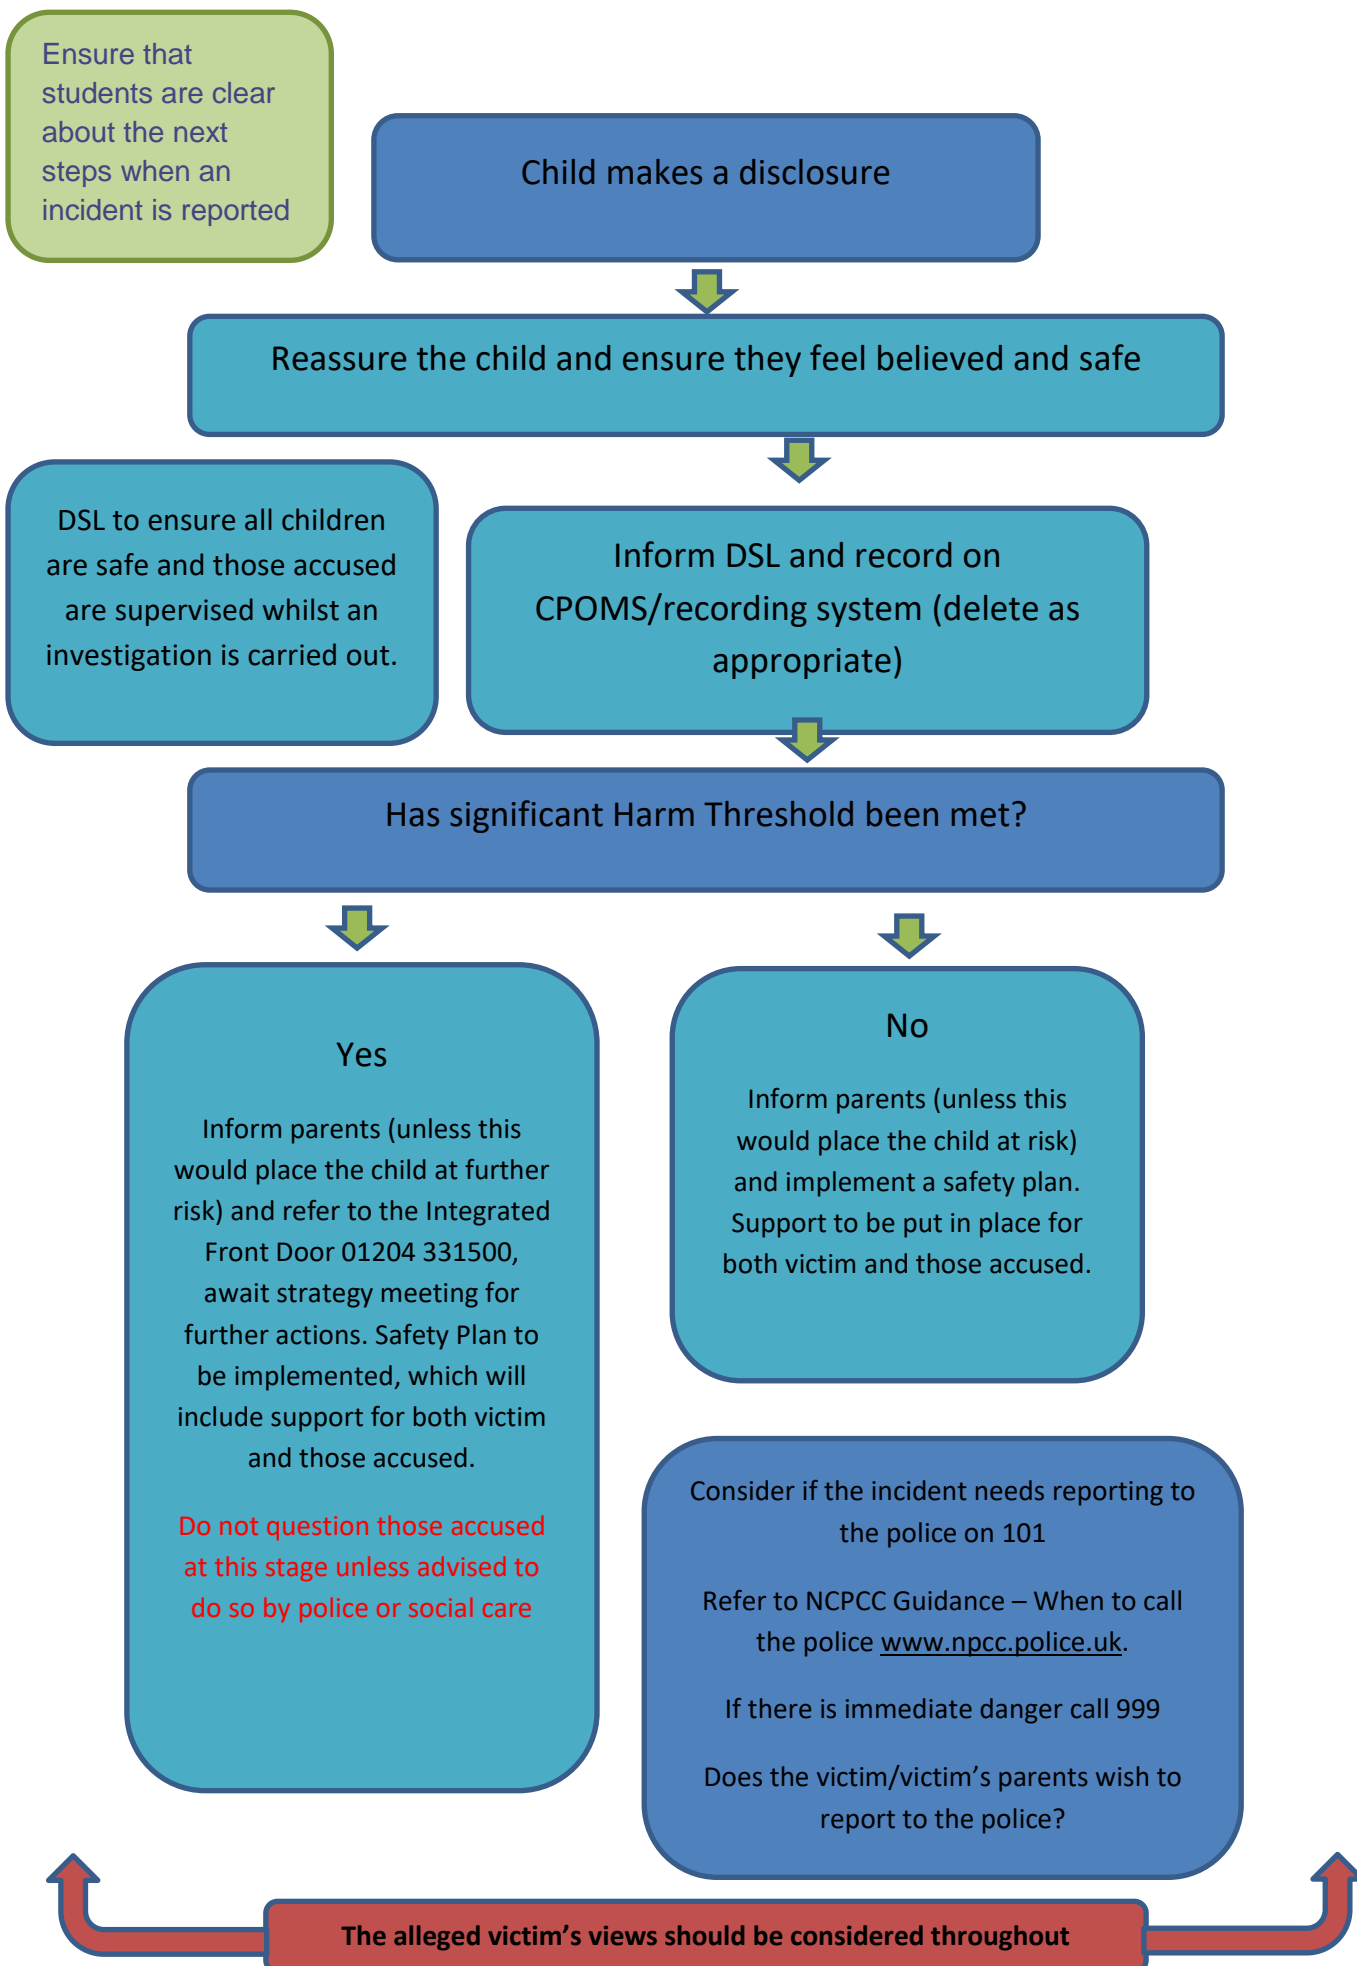 Ensure that
students are clear
about the next
steps when an
incident is reported
Child makes a disclosure
Reassure the child and ensure they feel believed and safe
DSL to ensure all children
are safe and those accused
are supervised whilst an
investigation is carried out.
Inform DSL and record on
CPOMS/recording system (delete as
appropriate)
Has significant Harm Threshold been met?
Yes
Inform parents (unless this
would place the child at further
risk) and refer to the Integrated
Front Door 01204 331500,
await strategy meeting for
further actions. Safety Plan to
be implemented, which will
include support for both victim
and those accused.
Do not question those accused
at this stage unless advised to
do so by police or social care
No
Inform parents (unless this
would place the child at risk)
and implement a safety plan.
Support to be put in place for
both victim and those accused.
Consider if the incident needs reporting to
the police on 101
Refer to NCPCC Guidance – When to call
the police www.npcc.police.uk.
If there is immediate danger call 999
Does the victim/victim’s parents wish to
report to the police?
The alleged victim’s views should be considered throughout